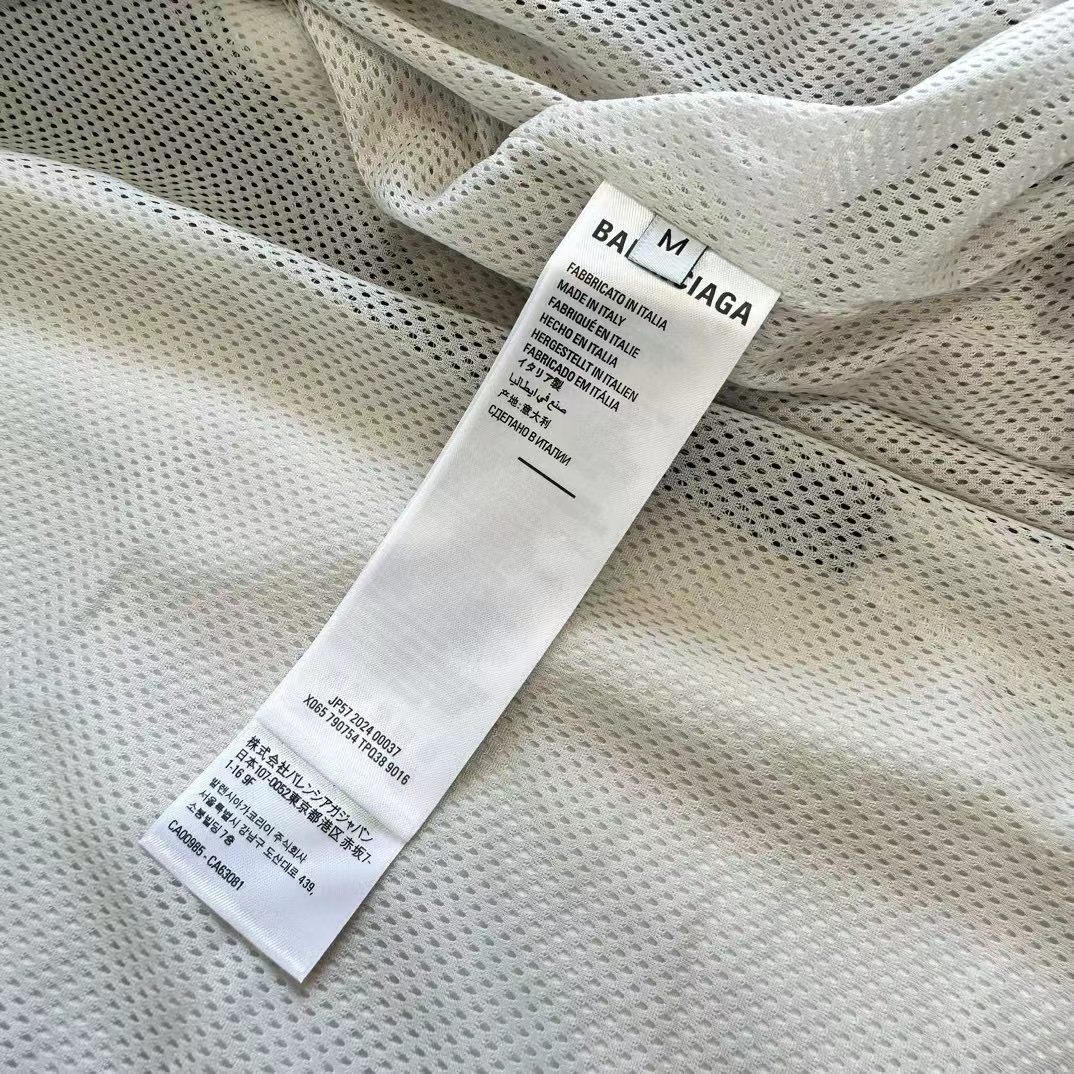 M
BALENCIAGA
FABBRICATO IN ITALIA
MADE IN ITALY
FABRIQUÉ EN ITALIE
HECHO EN ITALIA
HERGESTELLT IN ITALIEN
FABRICADO EM ITÁLIA
イタリア製
صنع في ايطاليا
产地:意大利
СДЕЛАНО В ИТАЛИИ
JP57 2024 00037
X065 790754 TPQ38 9016
株式会社バレンシアガジャパン
日本107-0052東京都港区赤坂7-
1-16 9F
발렌시아가코리아 주식회사
서울특별시 강남구 도산대로 439,
소봉빌딩 7층
CA00985 - CA63081